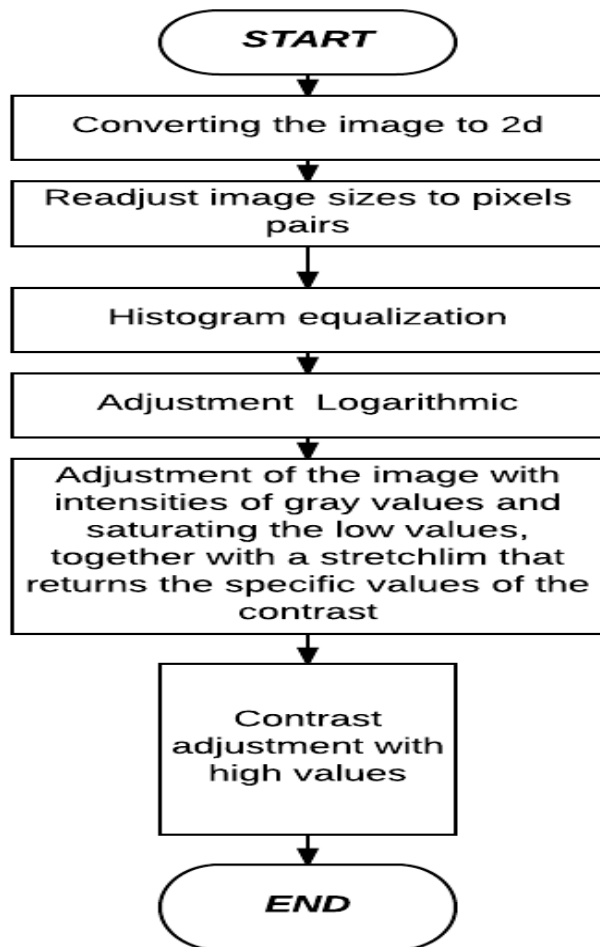 START
Converting the image to 2d
Readjust image sizes to pixels
pairs
Histogram equalization
Adjustment Logarithmic
Adjustment of the image with
intensities of gray values and
saturating the low values,
together with a stretchlim that
returns the specific values of the
contrast
Contrast
adjustment with
high values
END